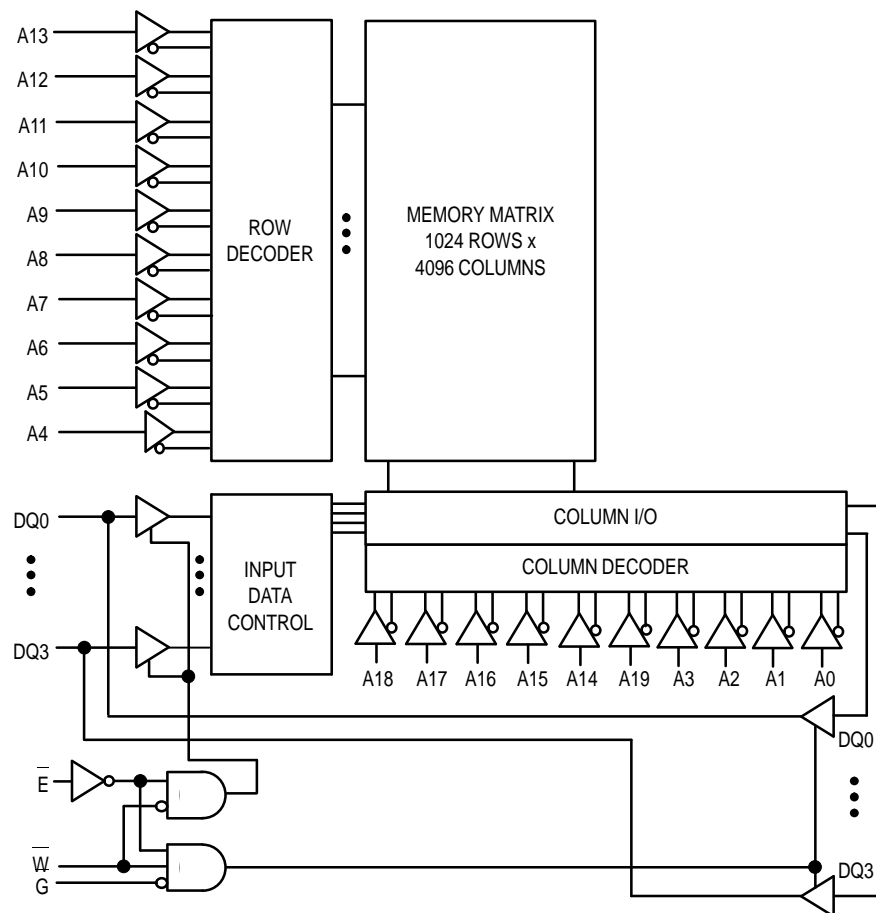 A13
A12
A11
A10
A9
A8
A7
A6
A5
A4
ROW
DECODER
MEMORY MATRIX
1024 ROWS x
4096 COLUMNS
DQ0
DQ3
INPUT
DATA
CONTROL
COLUMN I/O
COLUMN DECODER
A18 A17 A16 A15 A14 A19 A3 A2 A1 A0
DQ0
DQ3
E
W
G